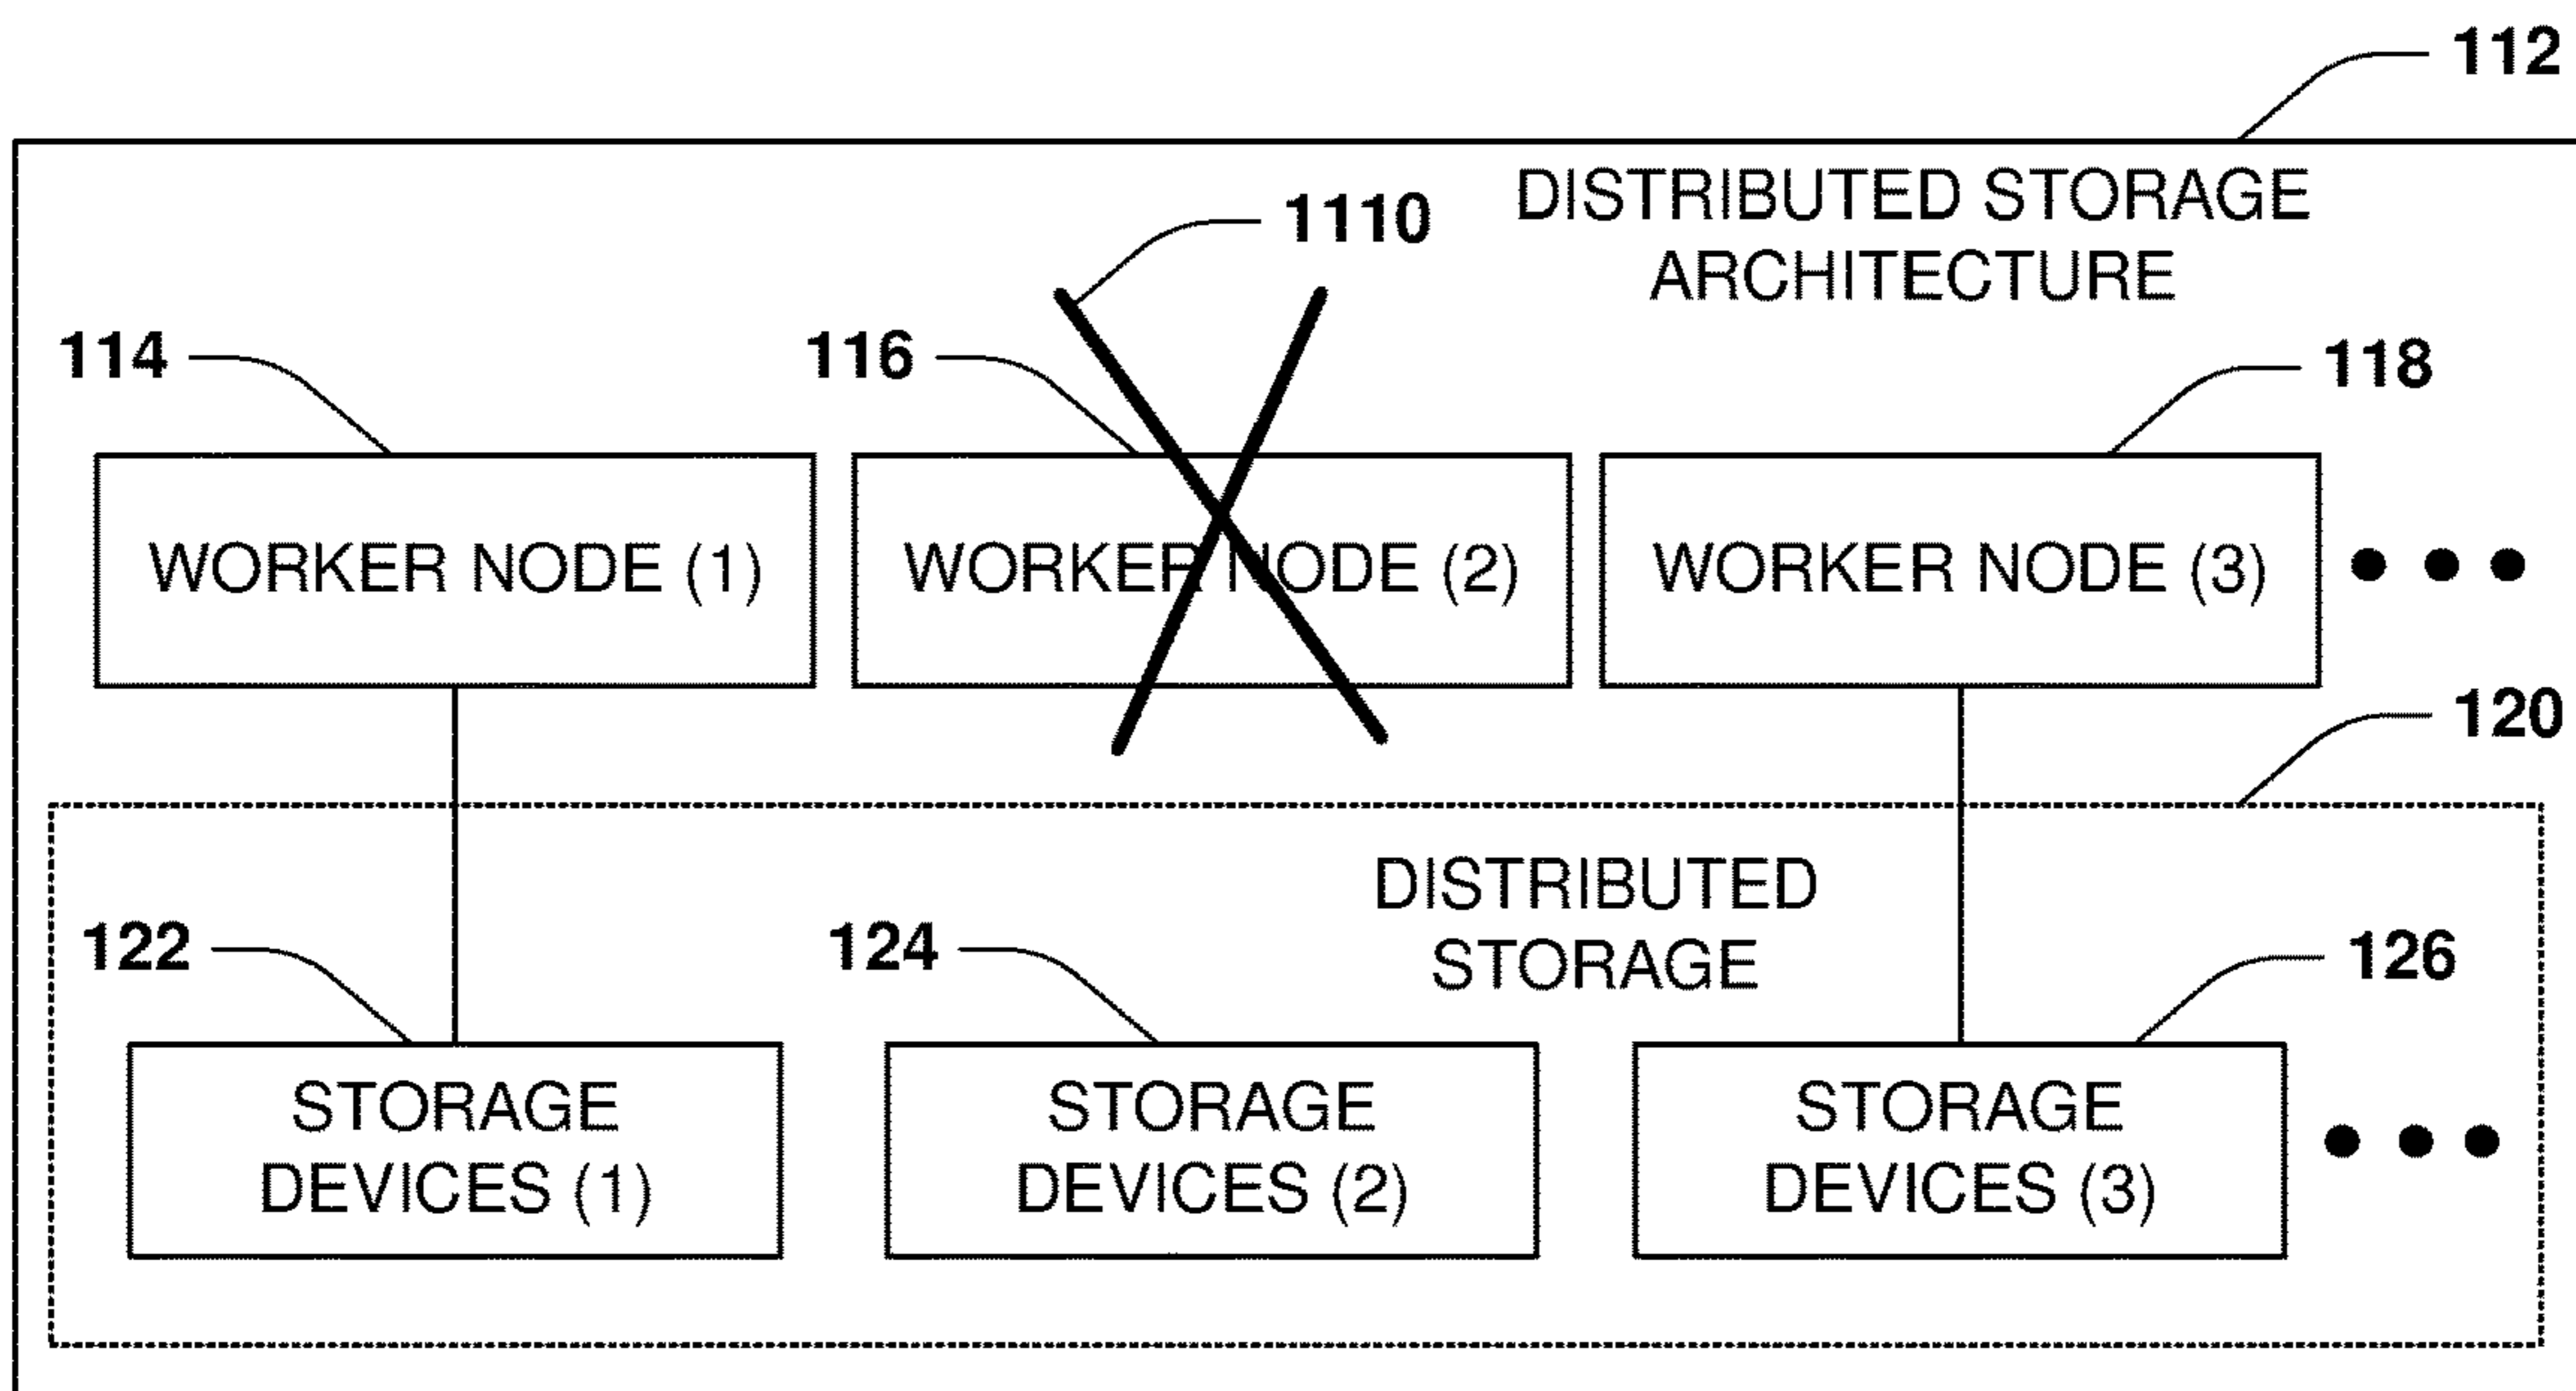 112
1110
DISTRIBUTED STORAGE
ARCHITECTURE
114
116
118
WORKER NODE (1)
WORKER NODE (2)
WORKER NODE (3)
120
DISTRIBUTED
STORAGE
122
124
126
STORAGE
DEVICES (1)
STORAGE
DEVICES (2)
STORAGE
DEVICES (3)